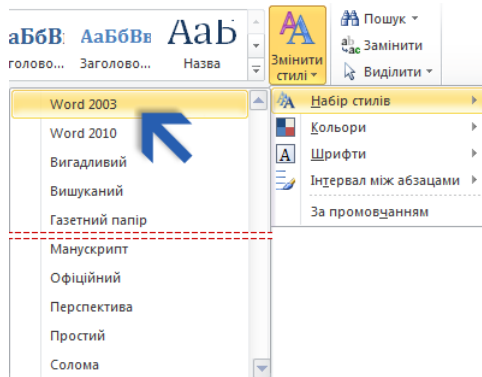 аБбВ: АаБбВв АаБ
голово... Заголово... Назва
Змінити стилі
Пошук
Замінити
Виділити
Набір стилів
Кольори
A Шрифти
Інтервал між абзацами
За промовчанням
Word 2003
Word 2010
Вигадливий
Вишуканий
Газетний папір
Манускрипт
Офіційний
Перспектива
Простий
Солома